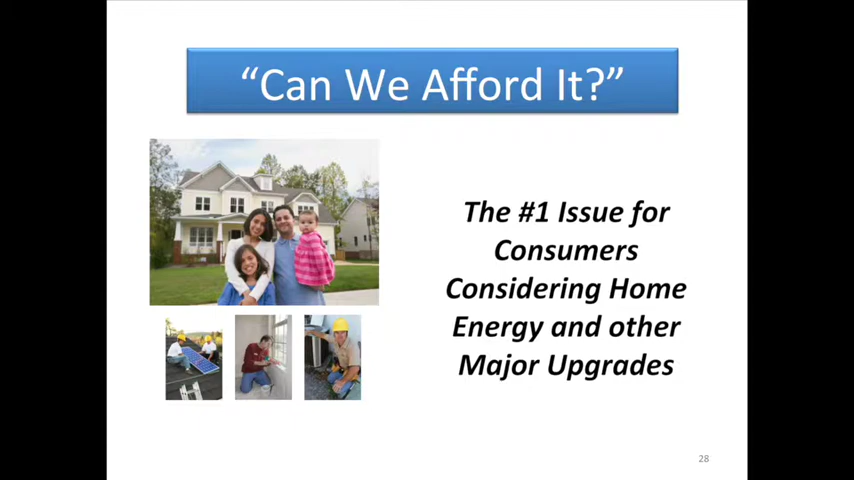 “Can We Afford It?”
The #1 Issue for
Consumers
Considering Home
Energy and other
Major Upgrades
28